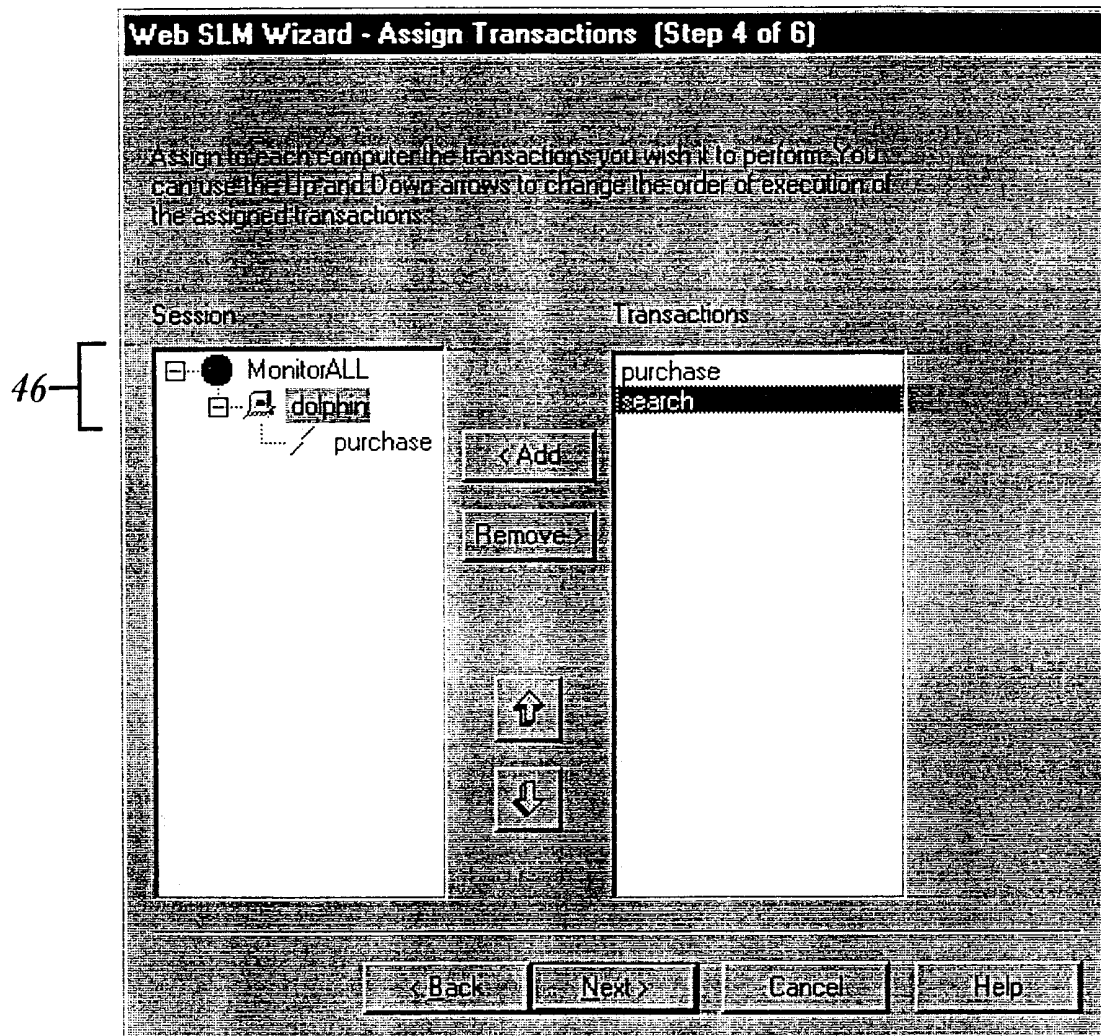 Web SLM Wizard - Assign Transactions (Step 4 of 6)
Assign to each computer the transactions you wish it to perform. You
can use the Up and Down arrows to change the order of execution of
the assigned transactions.
Session
Transactions
46
MonitorALL
dolphin
purchase
purchase
search
< Add
Remove >
< Back
Next >
Cancel
Help